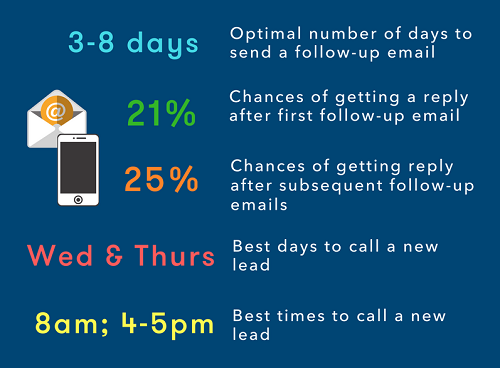 3-8 days
Optimal number of days to
send a follow-up email
@
21%
Chances of getting a reply
after first follow-up email
25%
Chances of getting reply
after subsequent follow-up
emails
Wed & Thurs
Best days to call a new
lead
8am; 4-5pm
Best times to call a new
lead